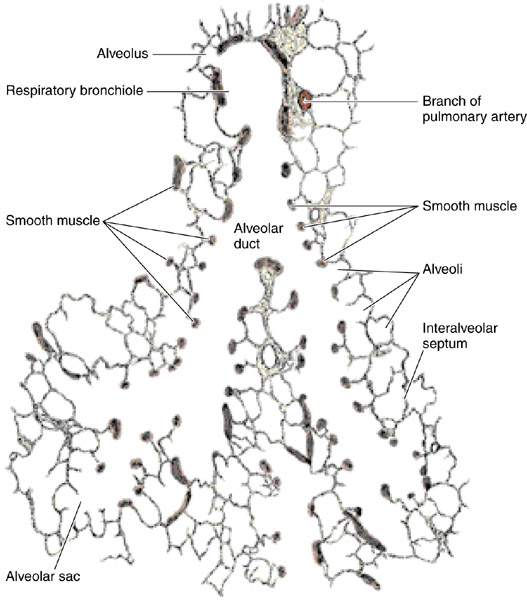 Alveolus
Respiratory bronchiole
Branch of
pulmonary artery
Smooth muscle
Alveolar
duct
Smooth muscle
Alveoli
Interalveolar
septum
Alveolar sac